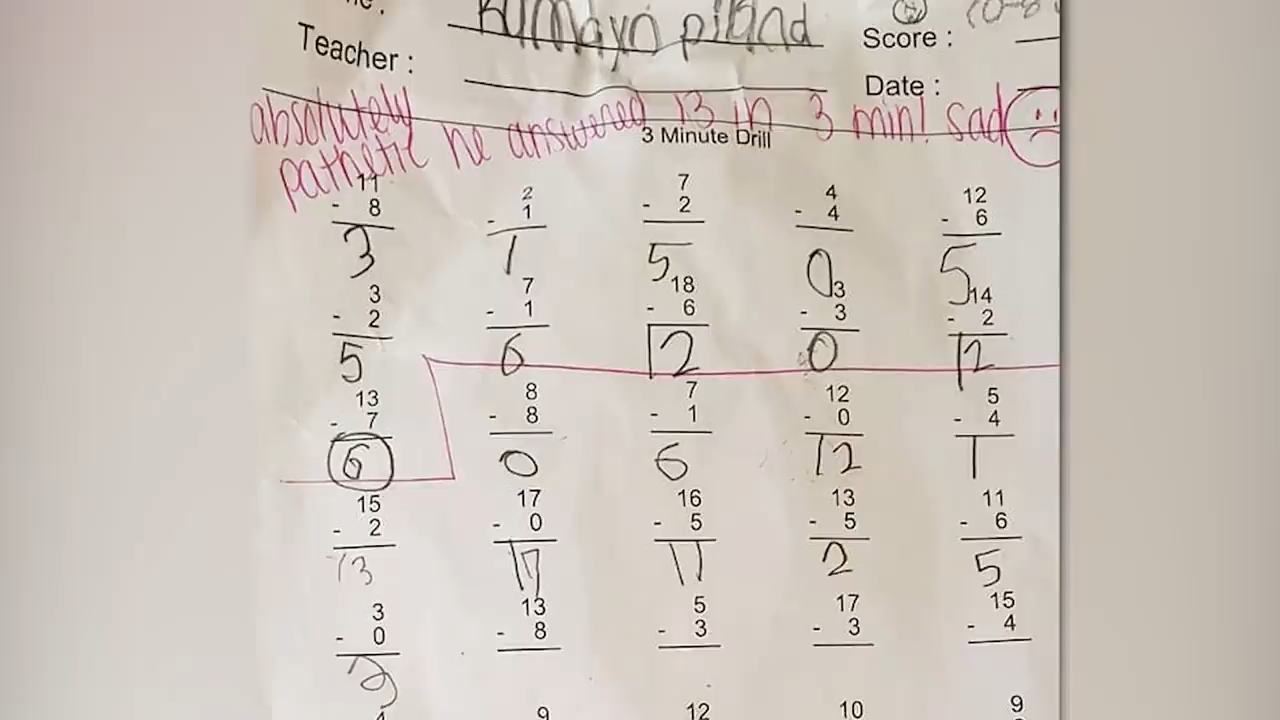 Teacher :
Score :
Date :
absolutely
pathetic he answered 13 in 3 min! sad
3 Minute Drill
11 2 7 4 12
- 8 - 1 - 2 - 4 - 6
3 1 5 0 5
3 7 18 3 14
- 2 - 1 - 6 - 3 - 2
5 6 12 0 12
13 8 7 12 5
- 7 - 8 - 1 - 0 - 4
6 0 6 12 1
15 17 16 13 11
- 2 - 0 - 5 - 5 - 6
13 17 11 2 5
3 13 5 17 15
- 0 - 8 - 3 - 3 - 4
3
9 12 10 9